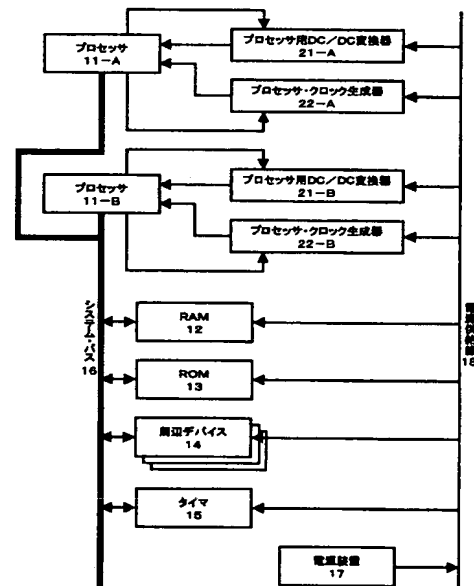 プロセッサ
11-A
プロセッサ用DC/DC変換器
21-A
プロセッサ・クロック生成器
22-A
プロセッサ
11-B
プロセッサ用DC/DC変換器
21-B
プロセッサ・クロック生成器
22-B
システム・バス
16
RAM
12
ROM
13
周辺デバイス
14
タイマ
15
電源装置
17
18